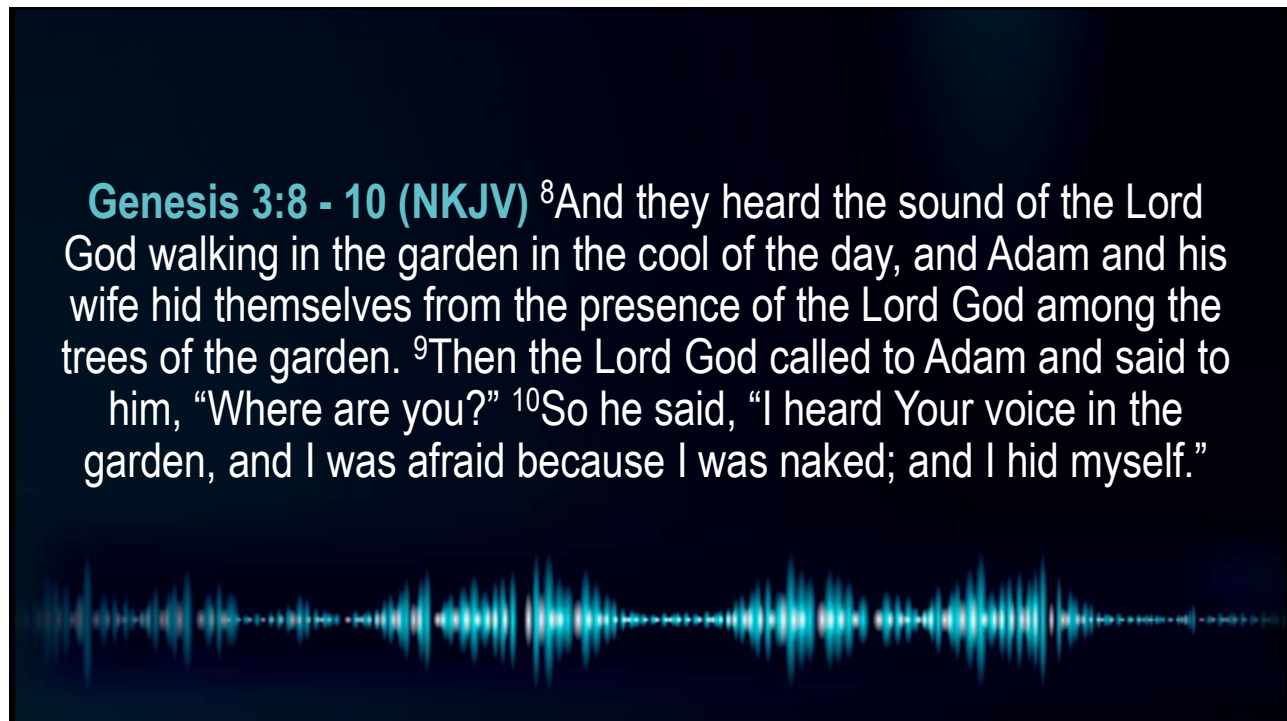 Genesis 3:8 - 10 (NKJV) ⁸And they heard the sound of the Lord
God walking in the garden in the cool of the day, and Adam and his
wife hid themselves from the presence of the Lord God among the
trees of the garden. ⁹Then the Lord God called to Adam and said to
him, “Where are you?” ¹⁰So he said, “I heard Your voice in the
garden, and I was afraid because I was naked; and I hid myself.”